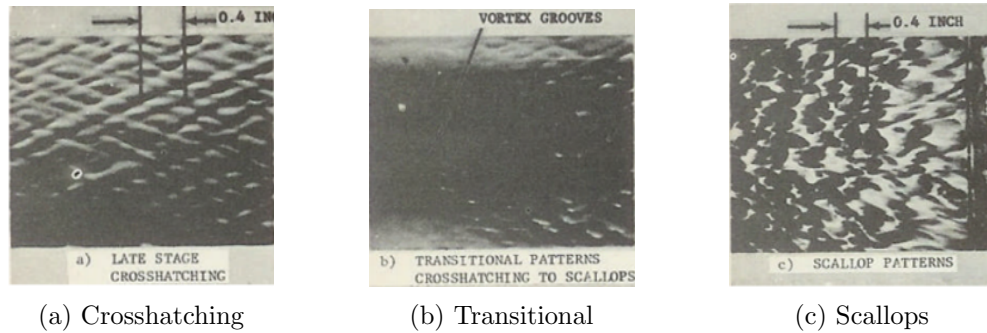 0.4 INC
a) LATE STAGE
CROSSHATCHING
(a) Crosshatching
VORTEX GROOVES
b) TRANSITIONAL PATTERNS
CROSSHATCHING TO SCALLOPS
(b) Transitional
0.4 INCH
c) SCALLOP PATTERNS
(c) Scallops